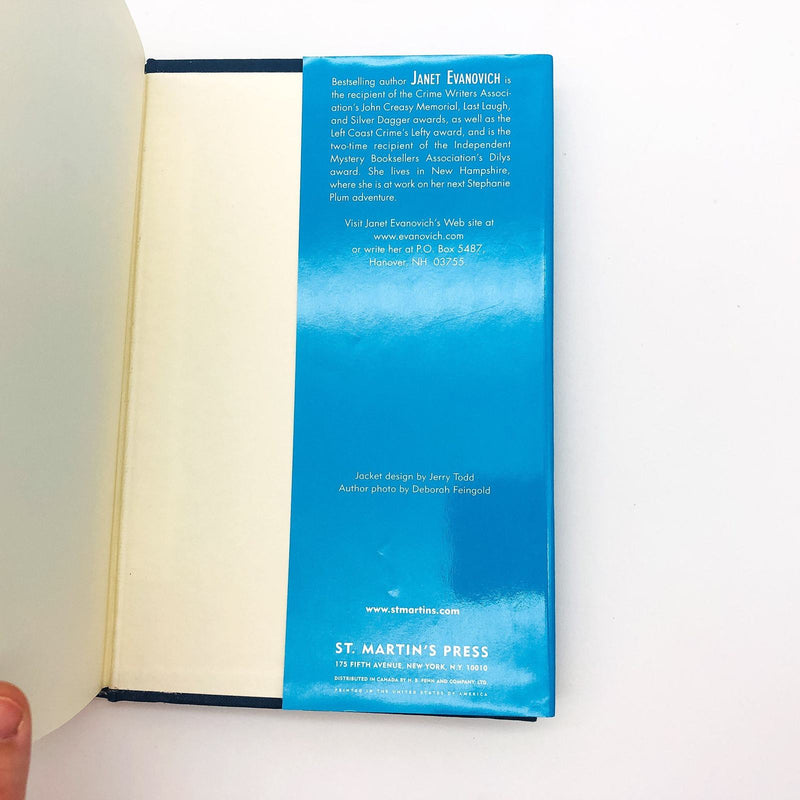 Bestselling author JANET EVANOVICH is
the recipient of the Crime Writers Associ-
ation's John Creasy Memorial, Last Laugh,
and Silver Dagger awards, as well as the
Left Coast Crime's Lefty award, and is the
two-time recipient of the Independent
Mystery Booksellers Association's Dilys
award. She lives in New Hampshire,
where she is at work on her next Stephanie
Plum adventure.
Visit Janet Evanovich's Web site at
www.evanovich.com
or write her at P.O. Box 5487,
Hanover, NH 03755.
Jacket design by Jerry Todd
Author photo by Deborah Feingold
www.stmartins.com
ST. MARTIN'S PRESS
175 FIFTH AVENUE, NEW YORK, N.Y. 10010
DISTRIBUTED IN CANADA BY H. B. FENN AND COMPANY, LTD.
PRINTED IN THE UNITED STATES OF AMERICA